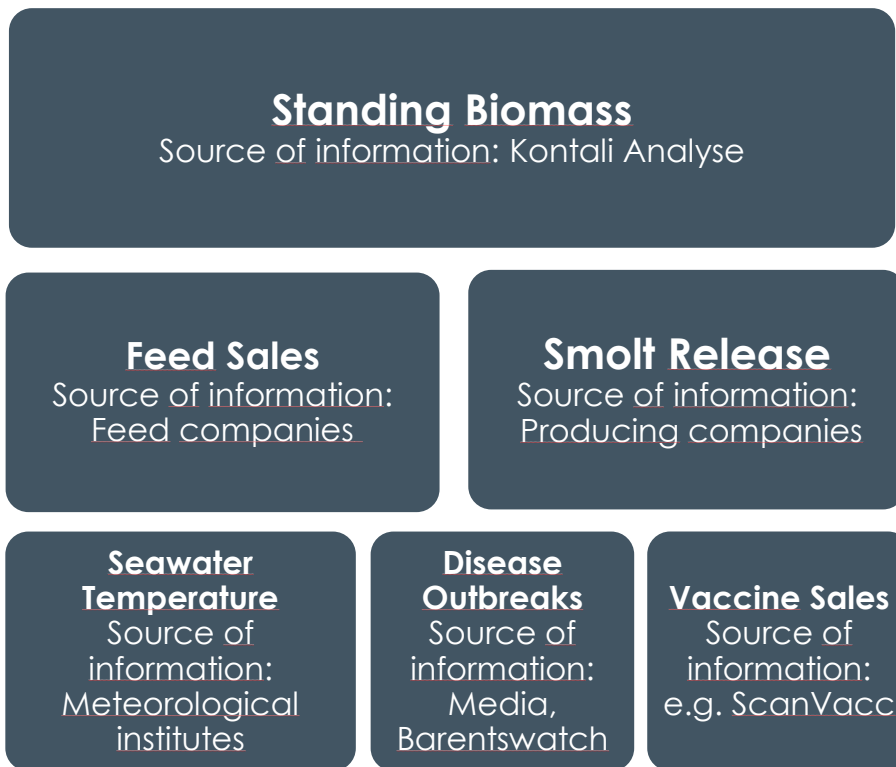 Standing Biomass
Source of information: Kontali Analyse
Feed Sales
Source of information:
Feed companies
Smolt Release
Source of information:
Producing companies
Seawater
Temperature
Source of
information:
Meteorological
institutes
Disease
Outbreaks
Source of
information:
Media,
Barentswatch
Vaccine Sales
Source of
information:
e.g. ScanVacc